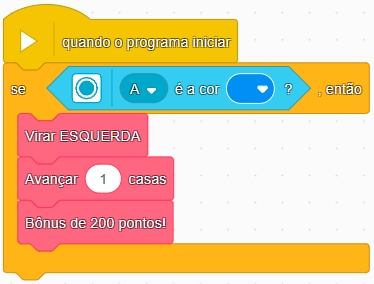 quando o programa iniciar
se A é a cor ? , então
Virar ESQUERDA
Avançar 1 casas
Bônus de 200 pontos!